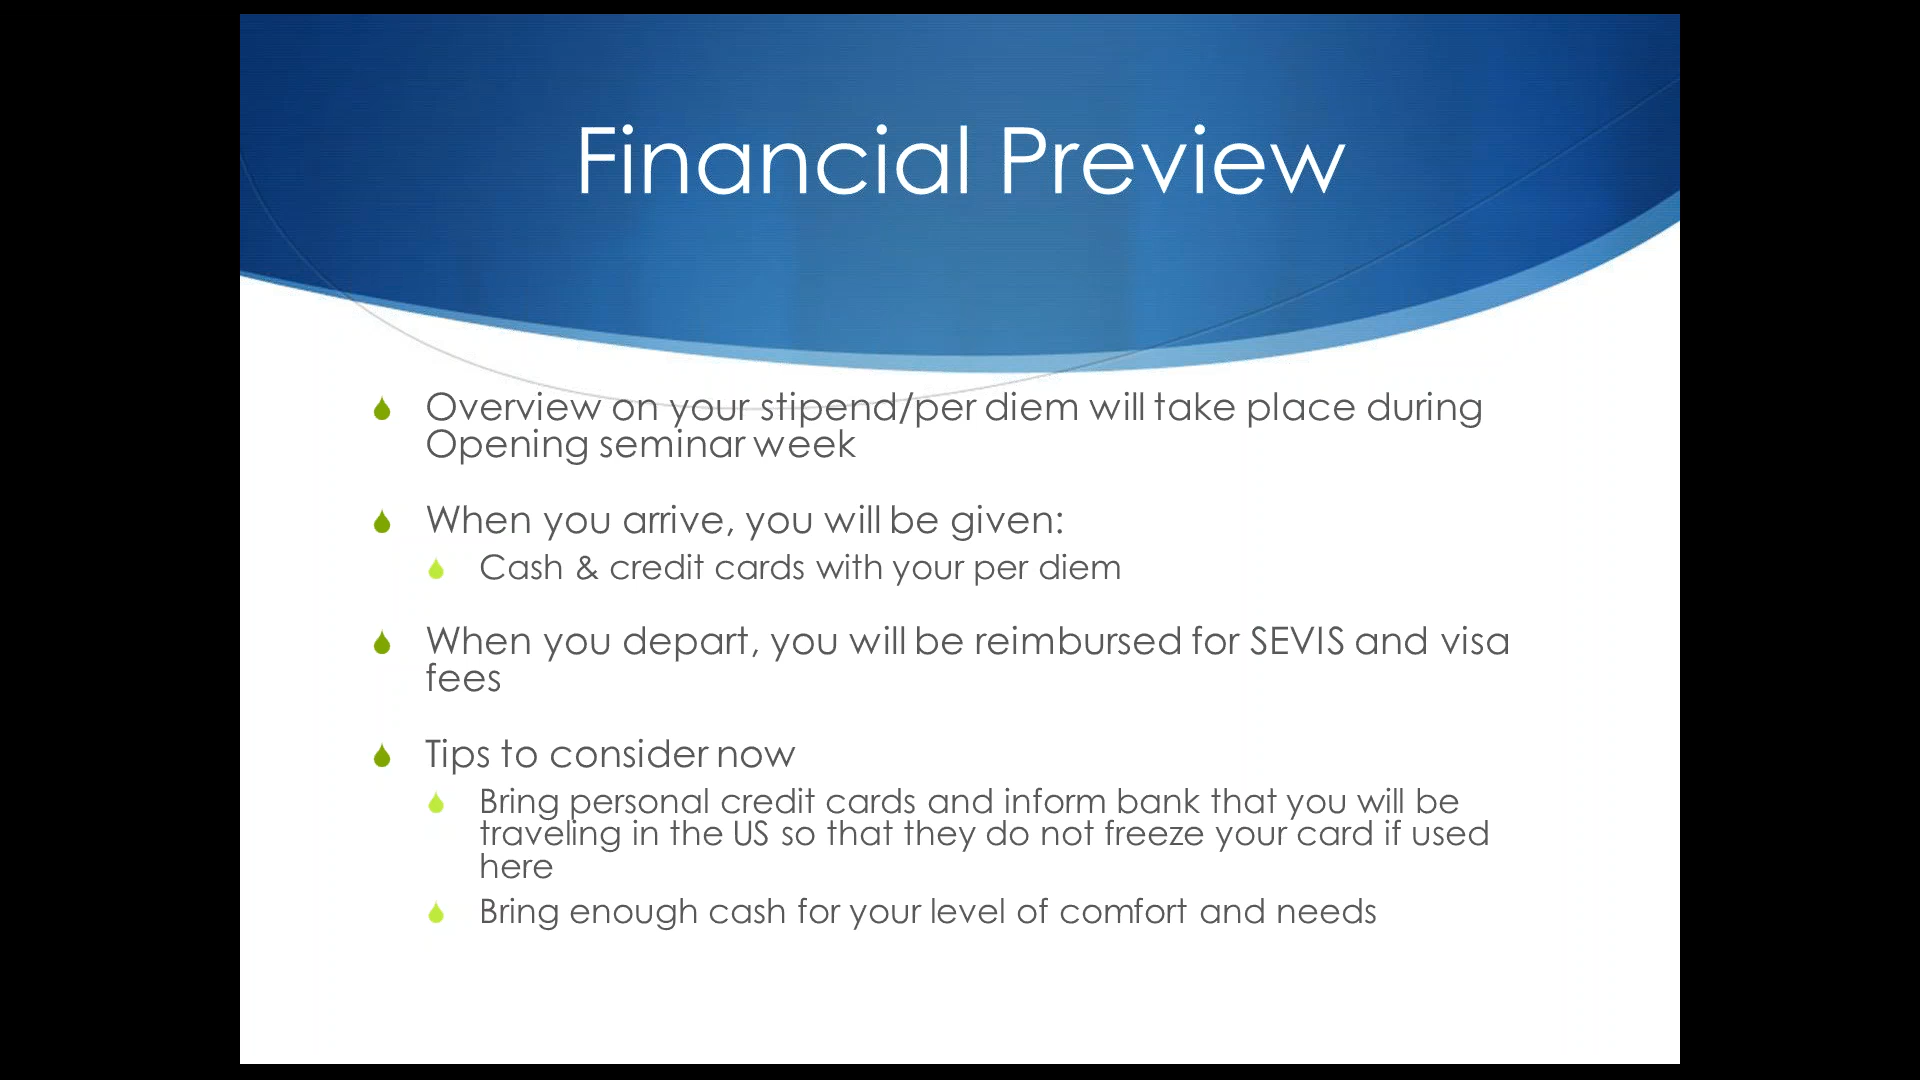 Financial Preview
Overview on your stipend/per diem will take place during
Opening seminar week
When you arrive, you will be given:
Cash & credit cards with your per diem
When you depart, you will be reimbursed for SEVIS and visa
fees
Tips to consider now
Bring personal credit cards and inform bank that you will be
traveling in the US so that they do not freeze your card if used
here
Bring enough cash for your level of comfort and needs